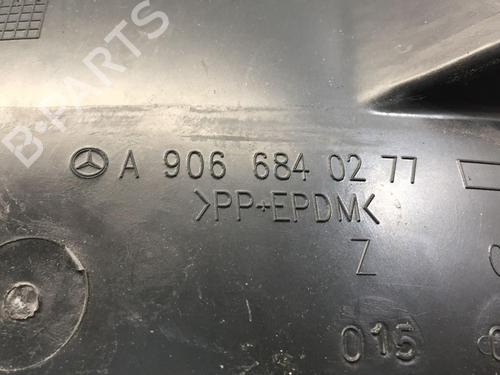 B-PARTS
A 906 684 02 77
>PP+EPDM<
Z
015